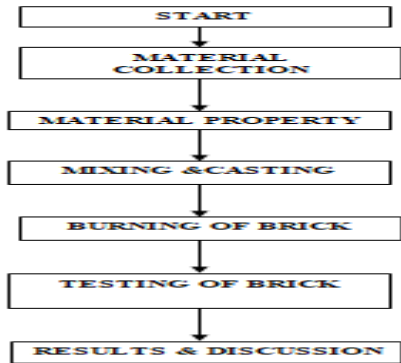 START
MATERIAL
COLLECTION
MATERIAL PROPERTY
MIXING &CASTING
BURNING OF BRICK
TESTING OF BRICK
RESULTS & DISCUSSION